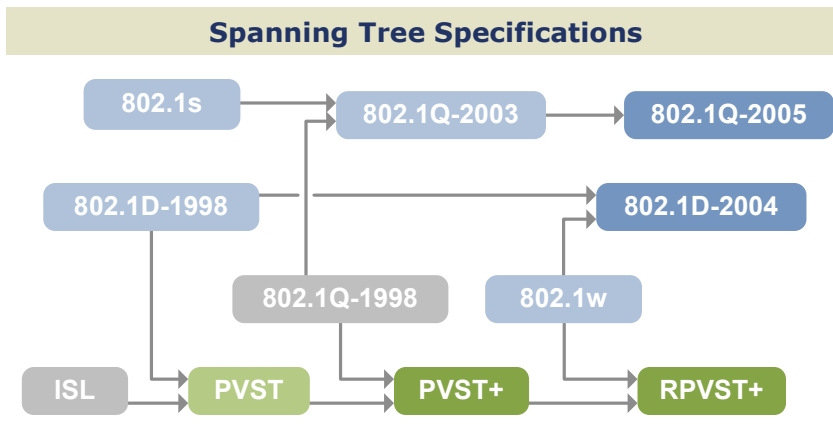 Spanning Tree Specifications
802.1s
802.1Q-2003
802.1Q-2005
802.1D-1998
802.1D-2004
802.1Q-1998
802.1w
ISL
PVST
PVST+
RPVST+